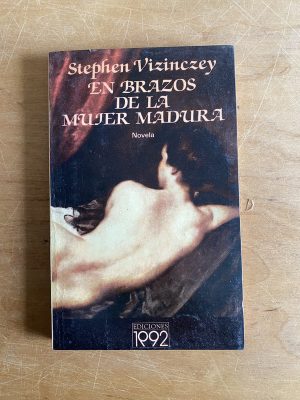 Stephen Vizinczey
EN BRAZOS
DE LA
MUJER MADURA
Novela
EDICIONES
1992